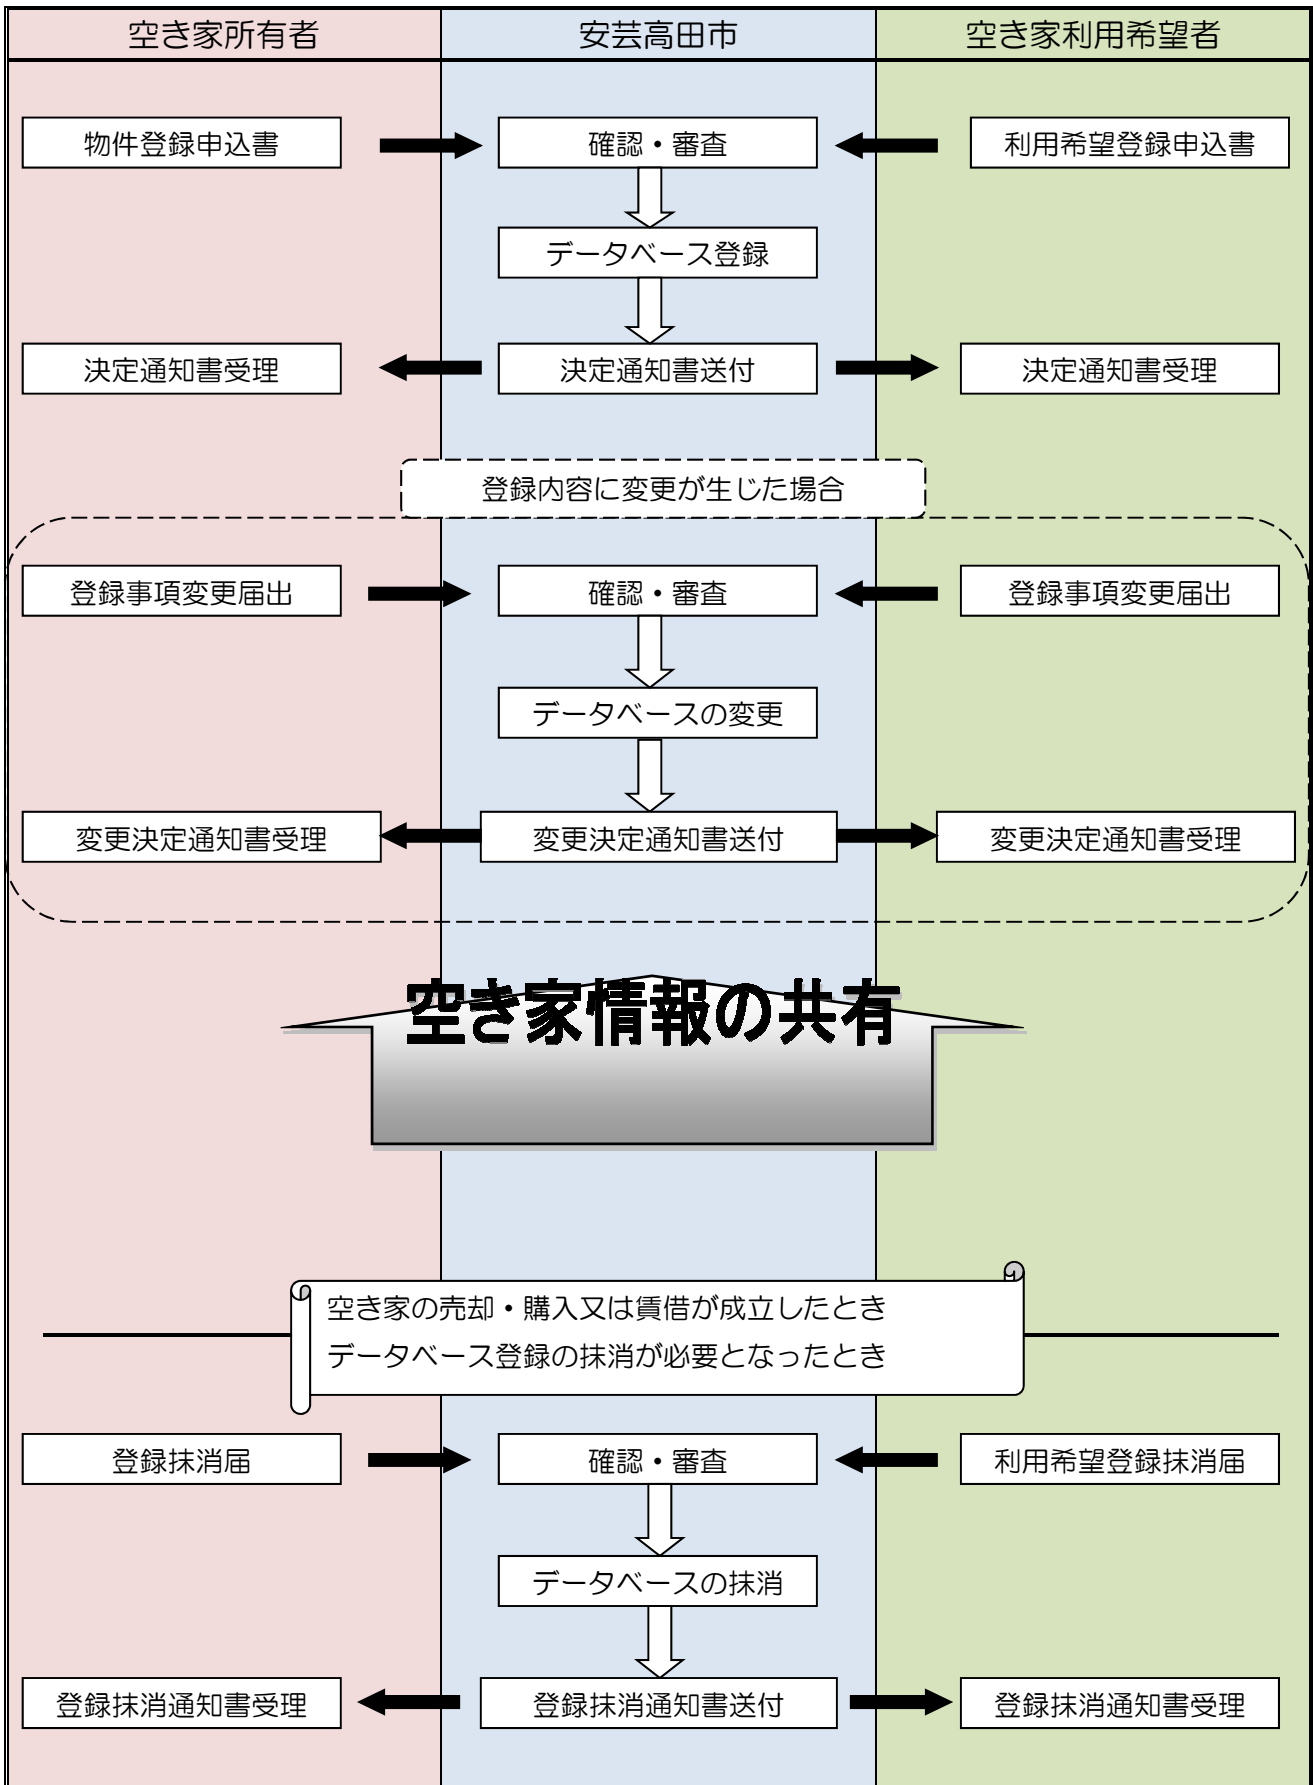 空き家所有者
安芸高田市
空き家利用希望者
物件登録申込書
確認・審査
利用希望登録申込書
データベース登録
決定通知書受理
決定通知書送付
決定通知書受理
登録内容に変更が生じた場合
登録事項変更届出
確認・審査
登録事項変更届出
データベースの変更
変更決定通知書受理
変更決定通知書送付
変更決定通知書受理
空き家情報の共有
空き家の売却・購入又は賃借が成立したとき
データベース登録の抹消が必要となったとき
登録抹消届
確認・審査
利用希望登録抹消届
データベースの抹消
登録抹消通知書受理
登録抹消通知書送付
登録抹消通知書受理